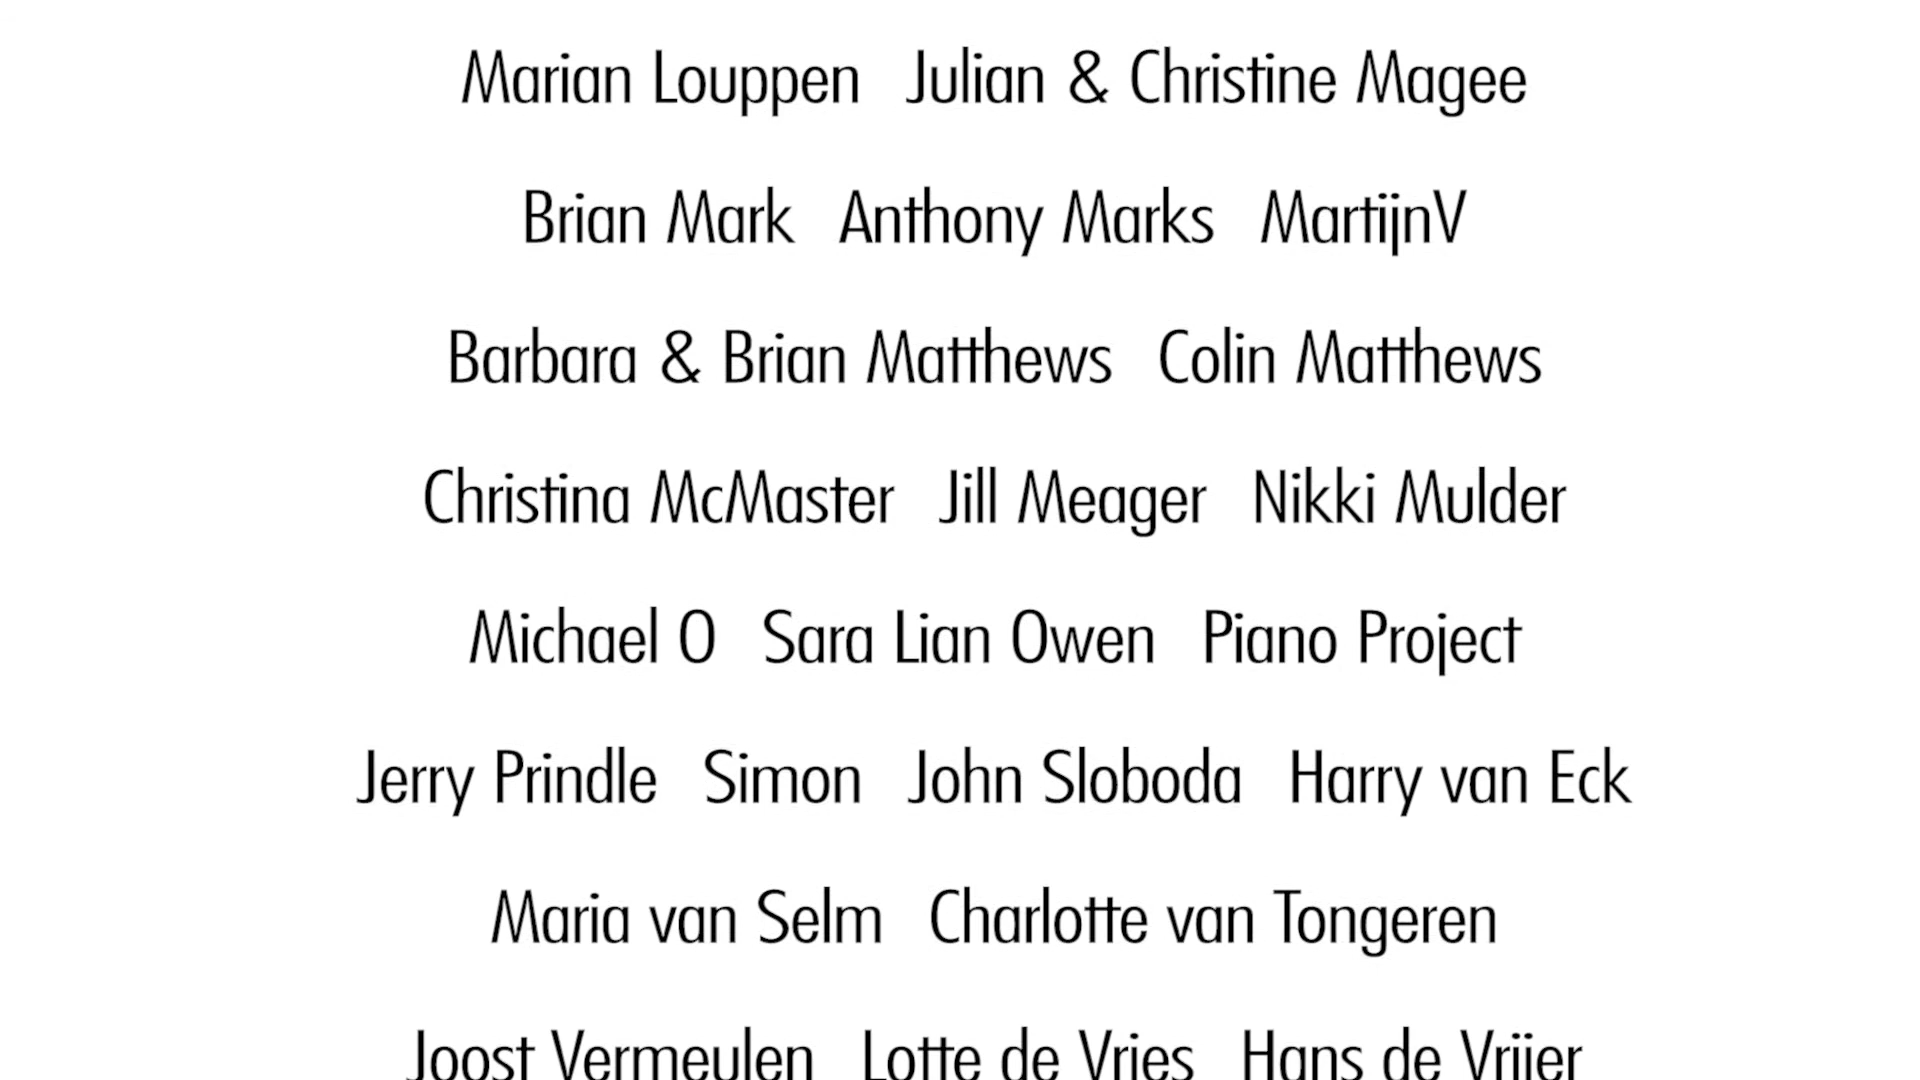 Marian Louppen Julian & Christine Magee
Brian Mark Anthony Marks MartijnV
Barbara & Brian Matthews Colin Matthews
Christina McMaster Jill Meager Nikki Mulder
Michael O Sara Lian Owen Piano Project
Jerry Prindle Simon John Sloboda Harry van Eck
Maria van Selm Charlotte van Tongeren
Joost Vermeulen Lotte de Vries Hans de Vrijer